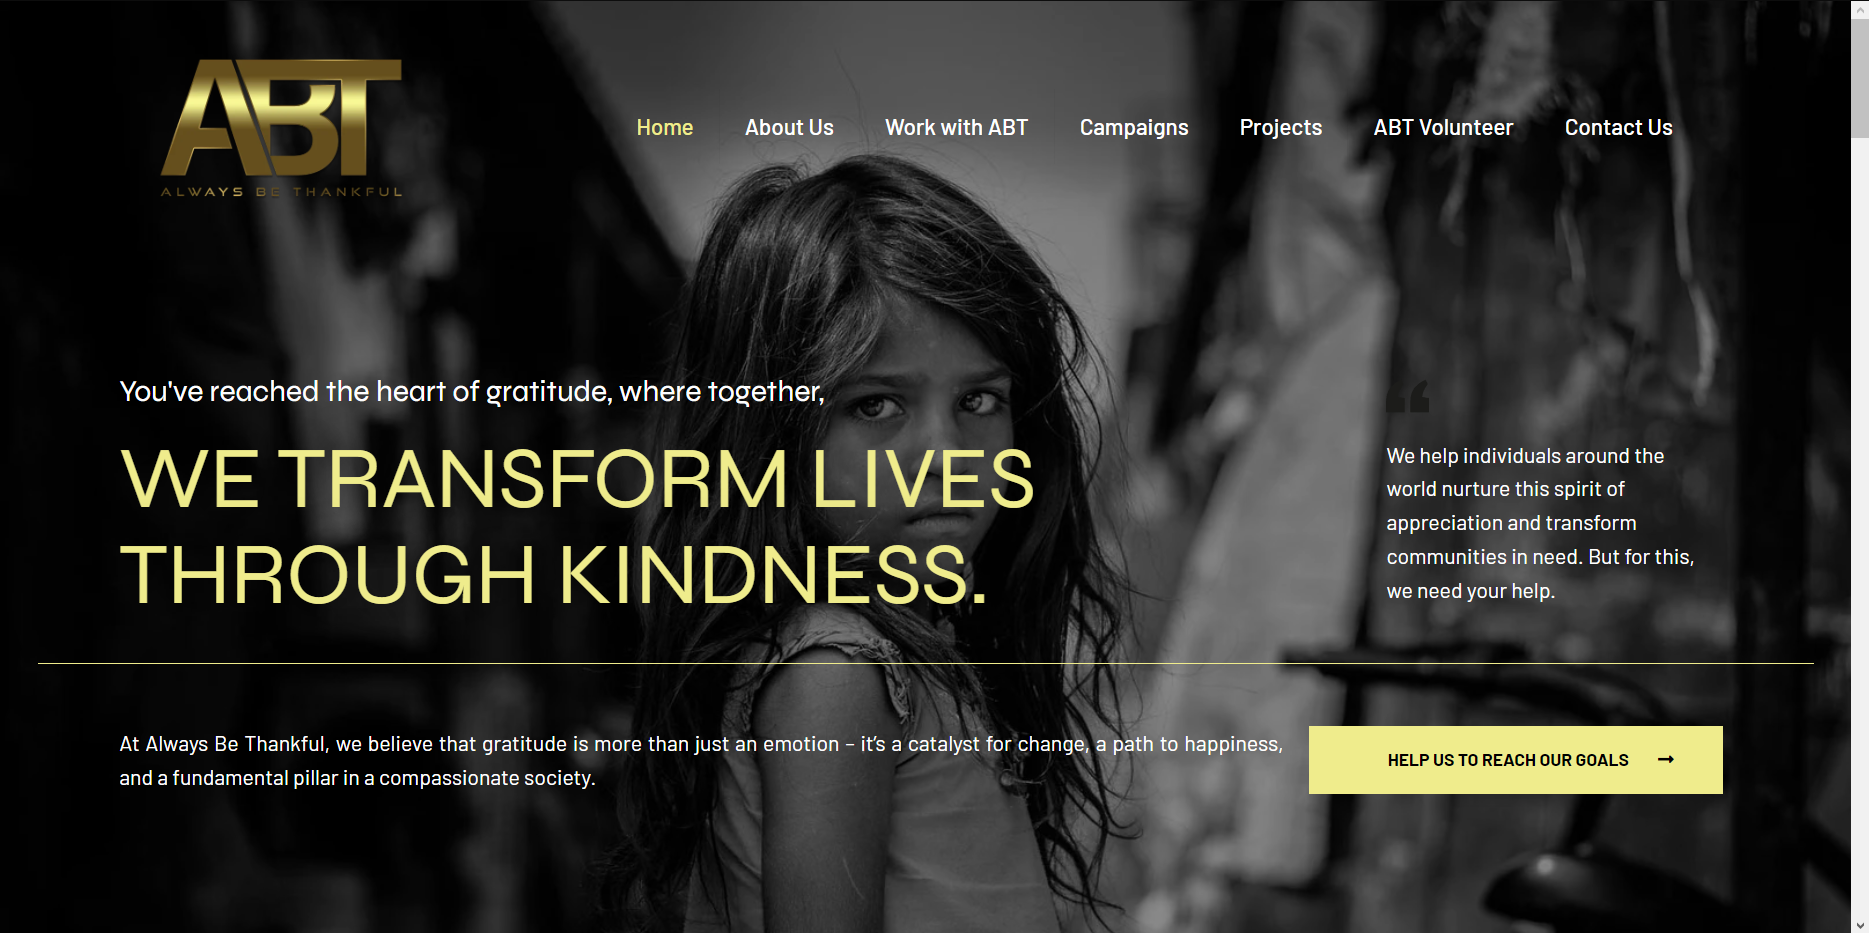 ABT
ALWAYS BE THANKFUL
Home About Us Work with ABT Campaigns Projects ABT Volunteer Contact Us
You've reached the heart of gratitude, where together,
WE TRANSFORM LIVES
THROUGH KINDNESS.
“
We help individuals around the
world nurture this spirit of
appreciation and transform
communities in need. But for this,
we need your help.
At Always Be Thankful, we believe that gratitude is more than just an emotion – it’s a catalyst for change, a path to happiness,
and a fundamental pillar in a compassionate society.
HELP US TO REACH OUR GOALS →